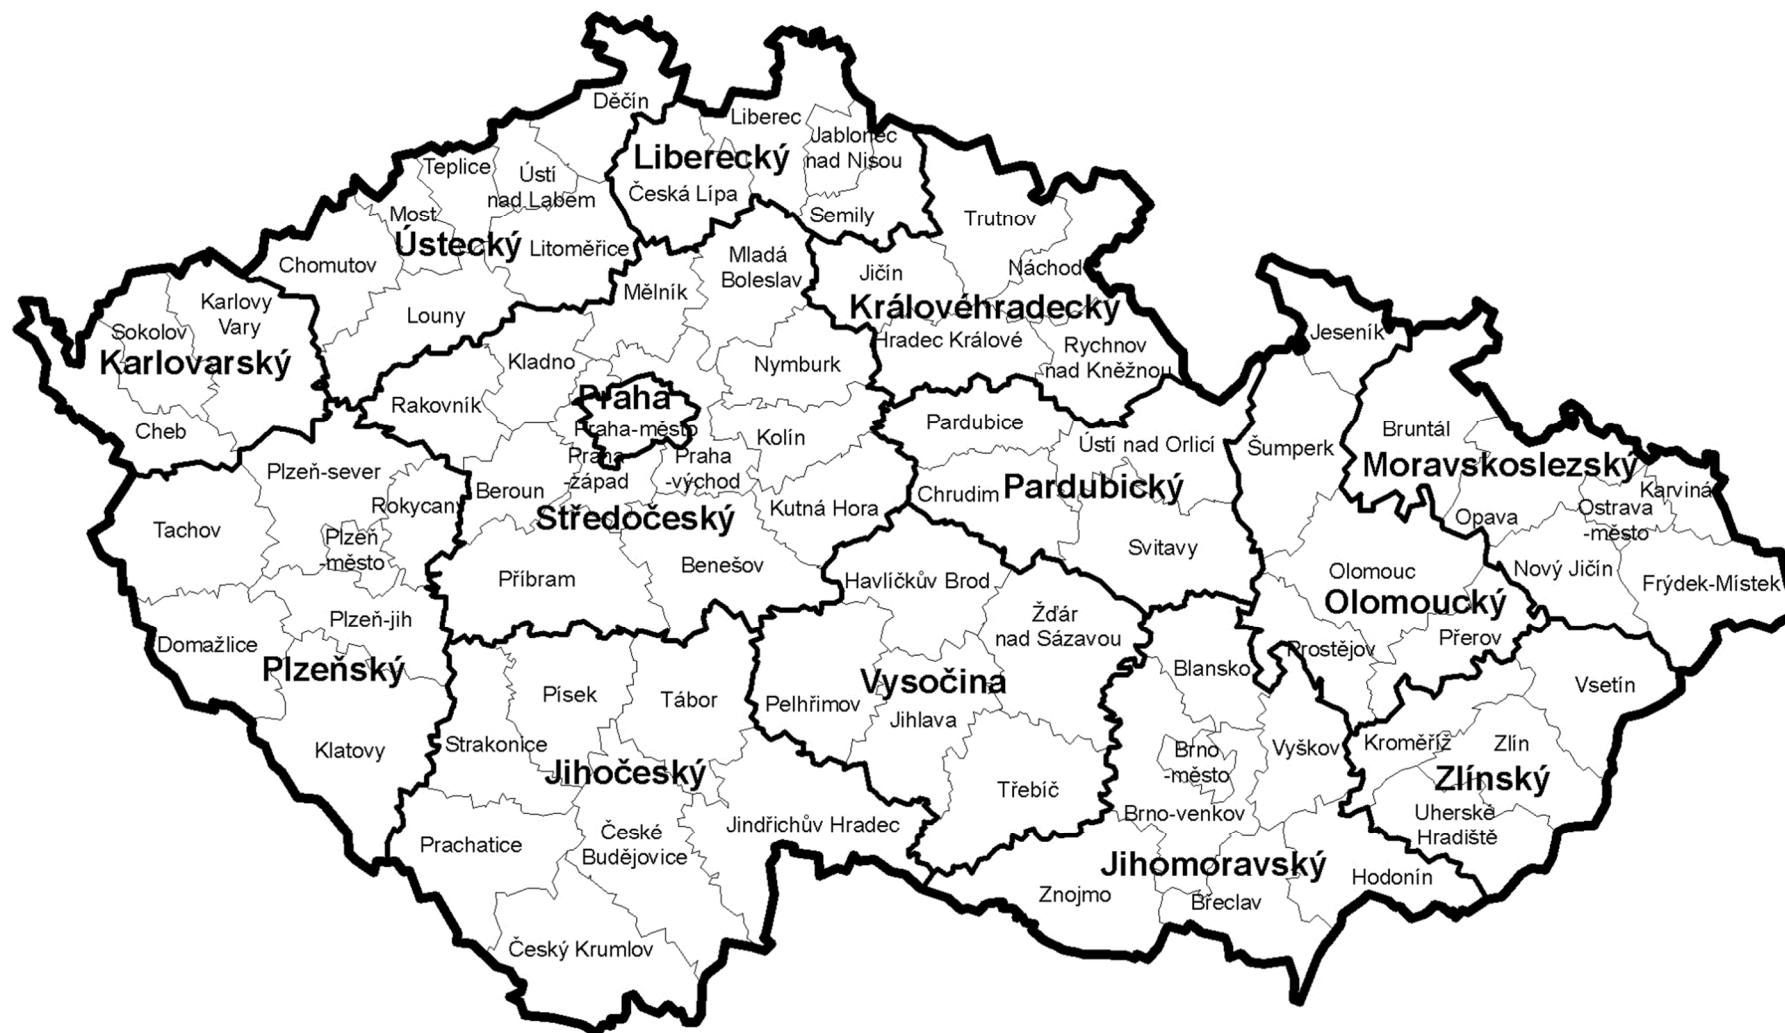 Děčín
Liberec
Jablonec
nad Nisou
Liberecký
Teplice
Ústí
nad Labem
Česká Lípa
Semily
Trutnov
Most
Ústecký
Litoměřice
Chomutov
Mladá
Boleslav
Jičín
Náchod
Mělník
Královéhradecký
Karlovy
Vary
Sokolov
Karlovarský
Louny
Hradec Králové
Rychnov
nad Kněžnou
Jeseník
Kladno
Nymburk
Praha
Praha-město
Rakovník
Cheb
Kolín
Pardubice
Ústí nad Orlicí
Šumperk
Bruntál
Moravskoslezský
Plzeň-sever
Praha
-západ
Praha
-východ
Beroun
Rokycany
Chrudim
Pardubický
Karviná
Ostrava
-město
Opava
Středočeský
Kutná Hora
Tachov
Plzeň
-město
Svitavy
Příbram
Benešov
Havlíčkův Brod
Olomouc
Olomoucký
Nový Jičín
Frýdek-Místek
Plzeň-jih
Žďár
nad Sázavou
Domažlice
Plzeňský
Prostějov
Přerov
Blansko
Vysočina
Písek
Tábor
Pelhřimov
Jihlava
Vsetín
Klatovy
Strakonice
Jihočeský
Brno
-město
Vyškov
Kroměříž
Zlín
Zlínský
Třebíč
Brno-venkov
Uherské
Hradiště
Prachatice
České
Budějovice
Jindřichův Hradec
Jihomoravský
Znojmo
Břeclav
Hodonín
Český Krumlov